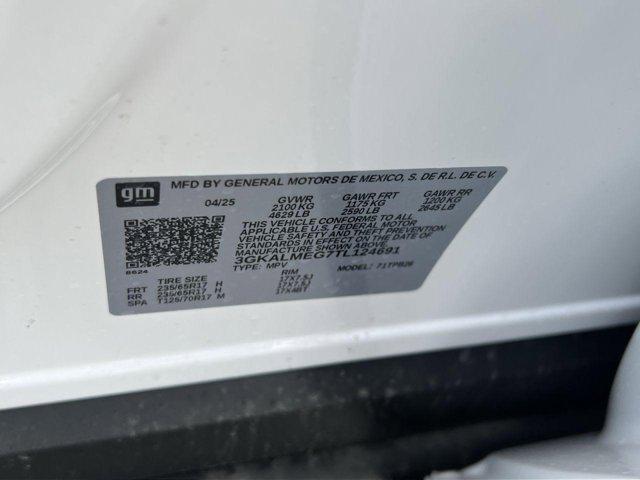 gm
MFD BY GENERAL MOTORS DE MEXICO, S. DE R.L. DE C.V.
04/25 GVWR GAWR FRT GAWR RR
2100 KG 1175 KG 1200 KG
4629 LB 2590 LB 2645 LB
THIS VEHICLE CONFORMS TO ALL
APPLICABLE U.S. FEDERAL MOTOR
VEHICLE SAFETY AND THEFT PREVENTION
STANDARDS IN EFFECT ON THE DATE OF
MANUFACTURE SHOWN ABOVE.
3GKALMEG7TL124691
8624 TYPE: MPV MODEL: 71TPB26
TIRE SIZE RIM
FRT 235/65R17 H 17X7.5J
RR 235/65R17 H 17X7.5J
SPA T125/70R17 M 17X4BT